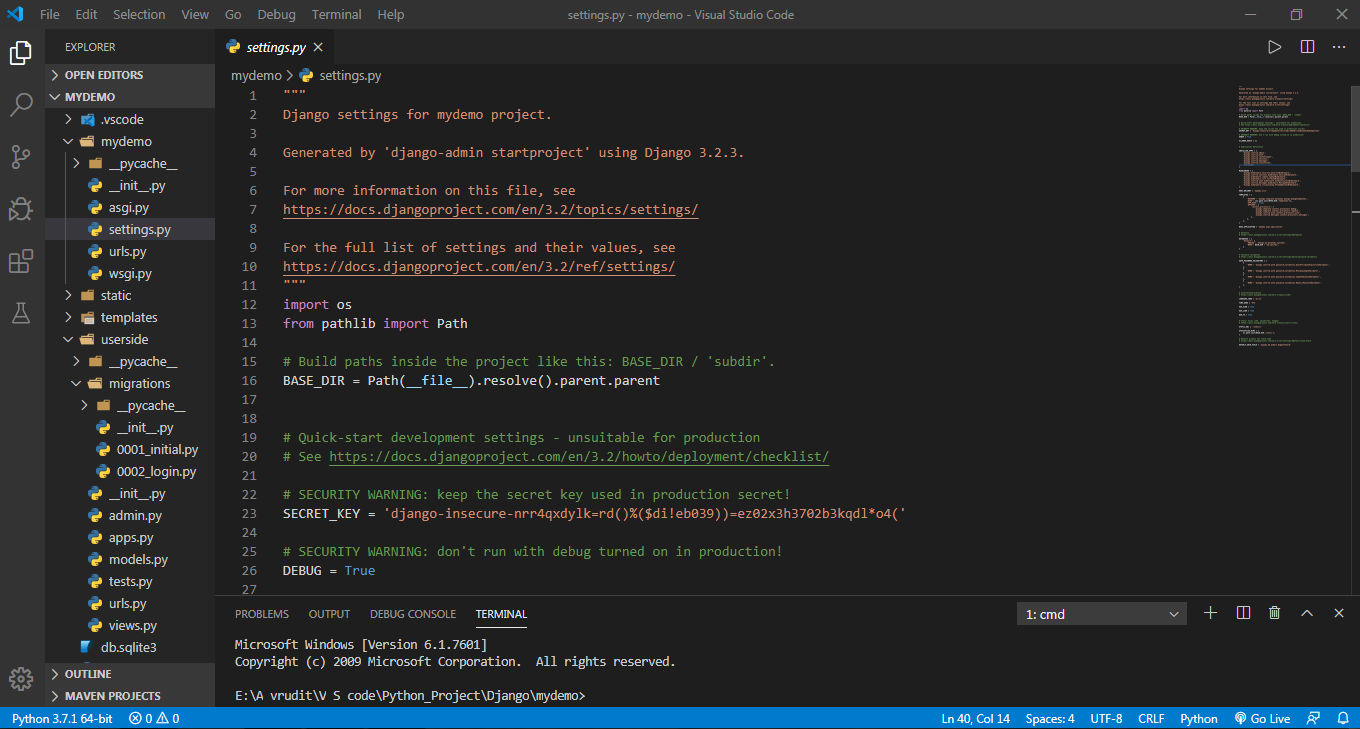 File Edit Selection View Go Debug Terminal Help settings.py - mydemo - Visual Studio Code
EXPLORER
OPEN EDITORS
MYDEMO
.vscode
mydemo
__pycache__
__init__.py
asgi.py
settings.py
urls.py
wsgi.py
static
templates
userside
__pycache__
migrations
__pycache__
__init__.py
0001_initial.py
0002_login.py
__init__.py
admin.py
apps.py
models.py
tests.py
urls.py
views.py
db.sqlite3
OUTLINE
MAVEN PROJECTS
settings.py
mydemo > settings.py
1 """
2 Django settings for mydemo project.
3
4 Generated by 'django-admin startproject' using Django 3.2.3.
5
6 For more information on this file, see
7 https://docs.djangoproject.com/en/3.2/topics/settings/
8
9 For the full list of settings and their values, see
10 https://docs.djangoproject.com/en/3.2/ref/settings/
11 """
12 import os
13 from pathlib import Path
14
15 # Build paths inside the project like this: BASE_DIR / 'subdir'.
16 BASE_DIR = Path(__file__).resolve().parent.parent
17
18
19 # Quick-start development settings - unsuitable for production
20 # See https://docs.djangoproject.com/en/3.2/howto/deployment/checklist/
21
22 # SECURITY WARNING: keep the secret key used in production secret!
23 SECRET_KEY = 'django-insecure-nrr4qxdylk=rd()%($di!eb039))=ez02x3h3702b3kqdl*o4('
24
25 # SECURITY WARNING: don't run with debug turned on in production!
26 DEBUG = True
27
PROBLEMS OUTPUT DEBUG CONSOLE TERMINAL 1: cmd
Microsoft Windows [Version 6.1.7601]
Copyright (c) 2009 Microsoft Corporation.  All rights reserved.
E:\A vrudit\V S code\Python_Project\Django\mydemo>
Python 3.7.1 64-bit 0 0 Ln 40, Col 14 Spaces: 4 UTF-8 CRLF Python Go Live